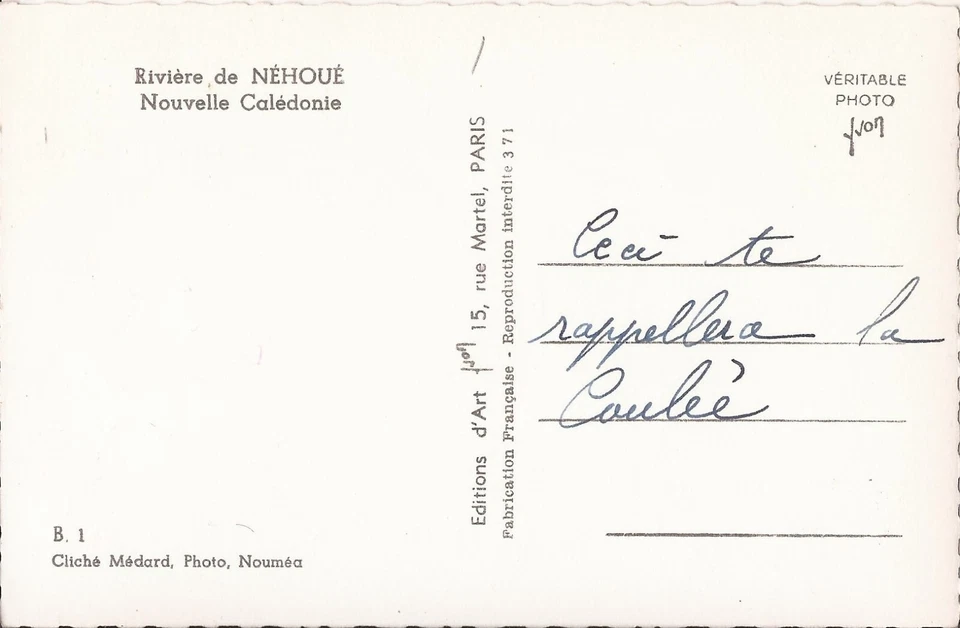 Rivière de NÉHOUÉ
Nouvelle Calédonie
B. 1
Cliché Médard, Photo, Nouméa
Editions d'Art yvon 15, rue Martel, PARIS
Fabrication Française - Reproduction interdite 371
VÉRITABLE
PHOTO
yvon
Ceci te
rappellera la
Coulée